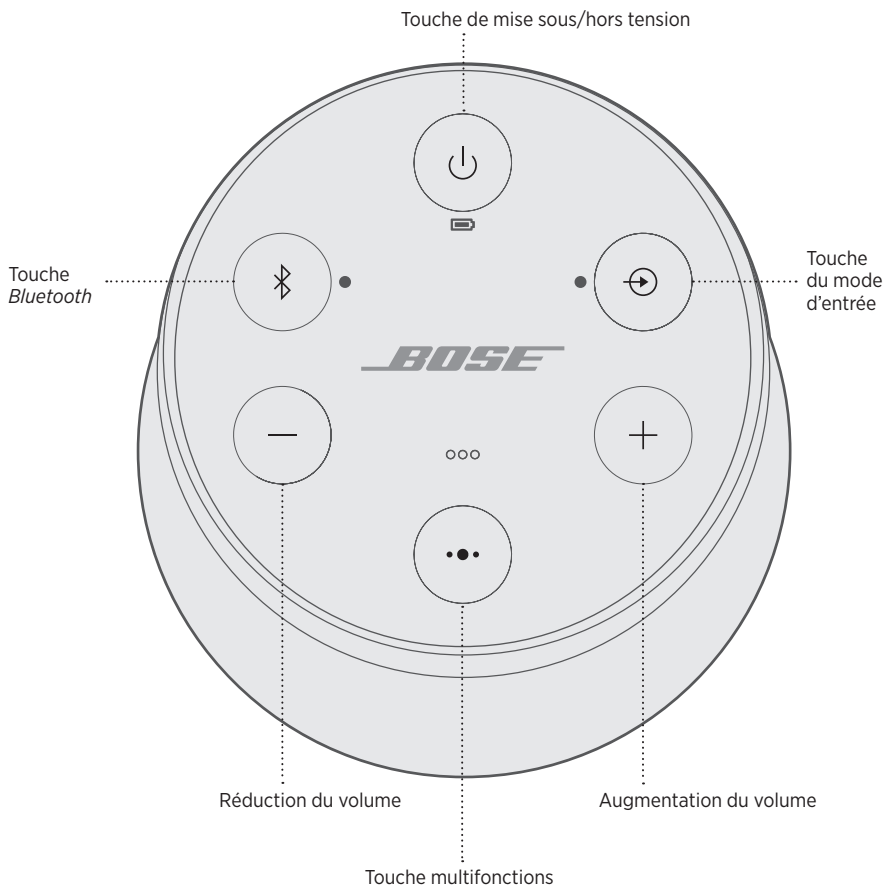 Touche de mise sous/hors tension
Touche
Bluetooth
Touche
du mode
d'entrée
BOSE
Réduction du volume
Augmentation du volume
Touche multifonctions